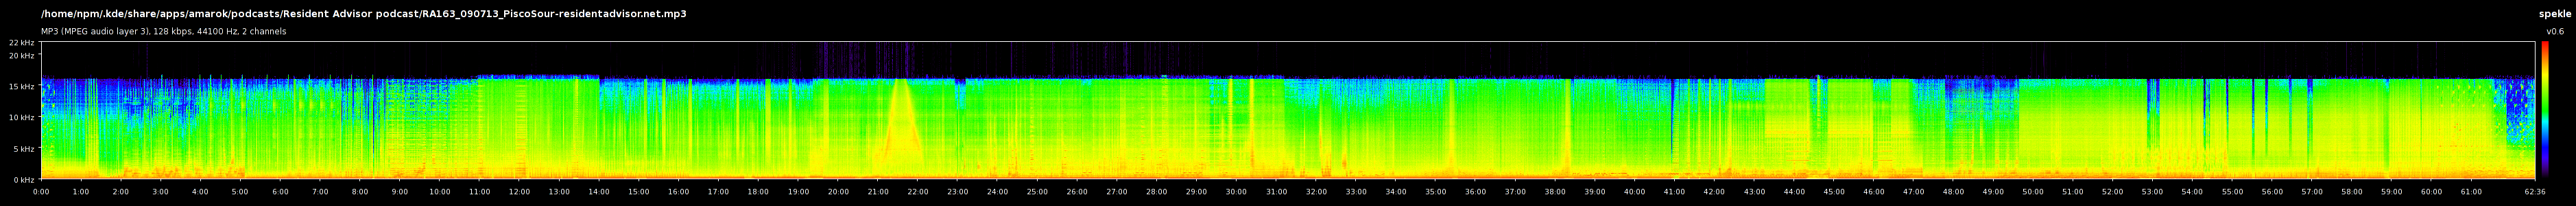 /home/npm/.kde/share/apps/amarok/podcasts/Resident Advisor podcast/RA163_090713_PiscoSour-residentadvisor.net.mp3
spekle
MP3 (MPEG audio layer 3), 128 kbps, 44100 Hz, 2 channels
v0.6
22 kHz
20 kHz
15 kHz
10 kHz
5 kHz
0 kHz
0:00 1:00 2:00 3:00 4:00 5:00 6:00 7:00 8:00 9:00 10:00 11:00 12:00 13:00 14:00 15:00 16:00 17:00 18:00 19:00 20:00 21:00 22:00 23:00 24:00 25:00 26:00 27:00 28:00 29:00 30:00 31:00 32:00 33:00 34:00 35:00 36:00 37:00 38:00 39:00 40:00 41:00 42:00 43:00 44:00 45:00 46:00 47:00 48:00 49:00 50:00 51:00 52:00 53:00 54:00 55:00 56:00 57:00 58:00 59:00 60:00 61:00 62:36